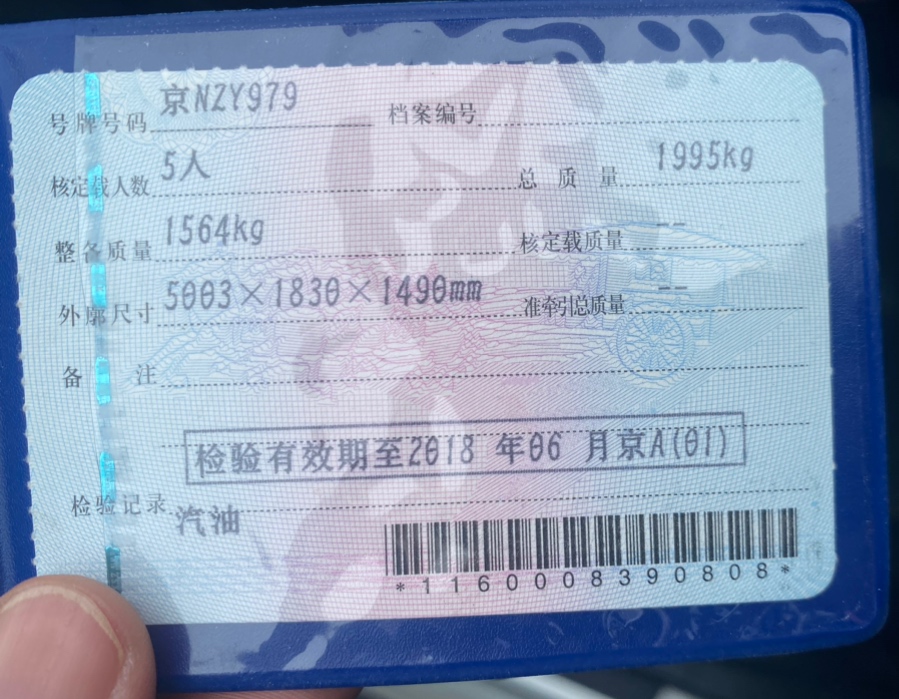 号牌号码 京NZY979 档案编号
核定载人数 5人 总质量 1995kg
整备质量 1564kg 核定载质量 --
外廓尺寸 5003×1830×1490mm 准牵引总质量 --
备注
检验有效期至2018 年06 月京A(01)
检验记录
汽油
*1160008390808*